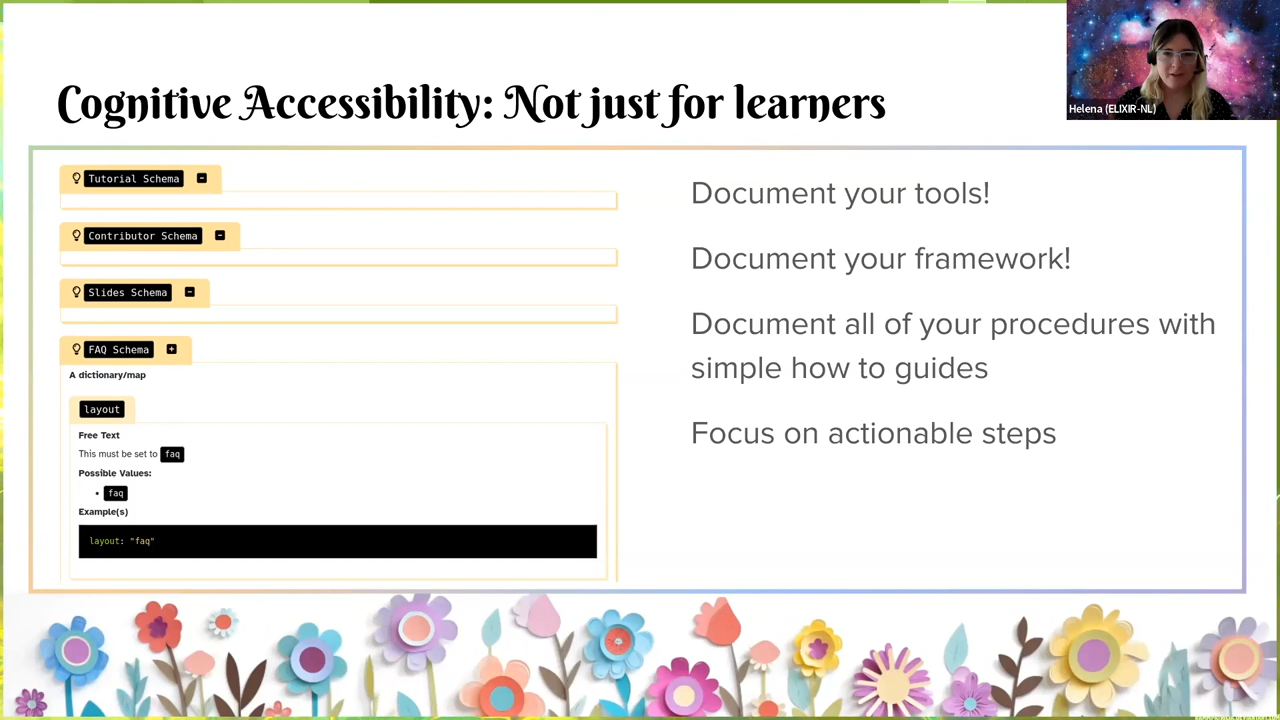 Cognitive Accessibility: Not just for learners
Helena (ELIXIR-NL)
Tutorial Schema
Contributor Schema
Slides Schema
FAQ Schema
A dictionary/map
layout
Free Text
This must be set to faq
Possible Values:
faq
Example(s)
layout: "faq"
Document your tools!
Document your framework!
Document all of your procedures with
simple how to guides
Focus on actionable steps